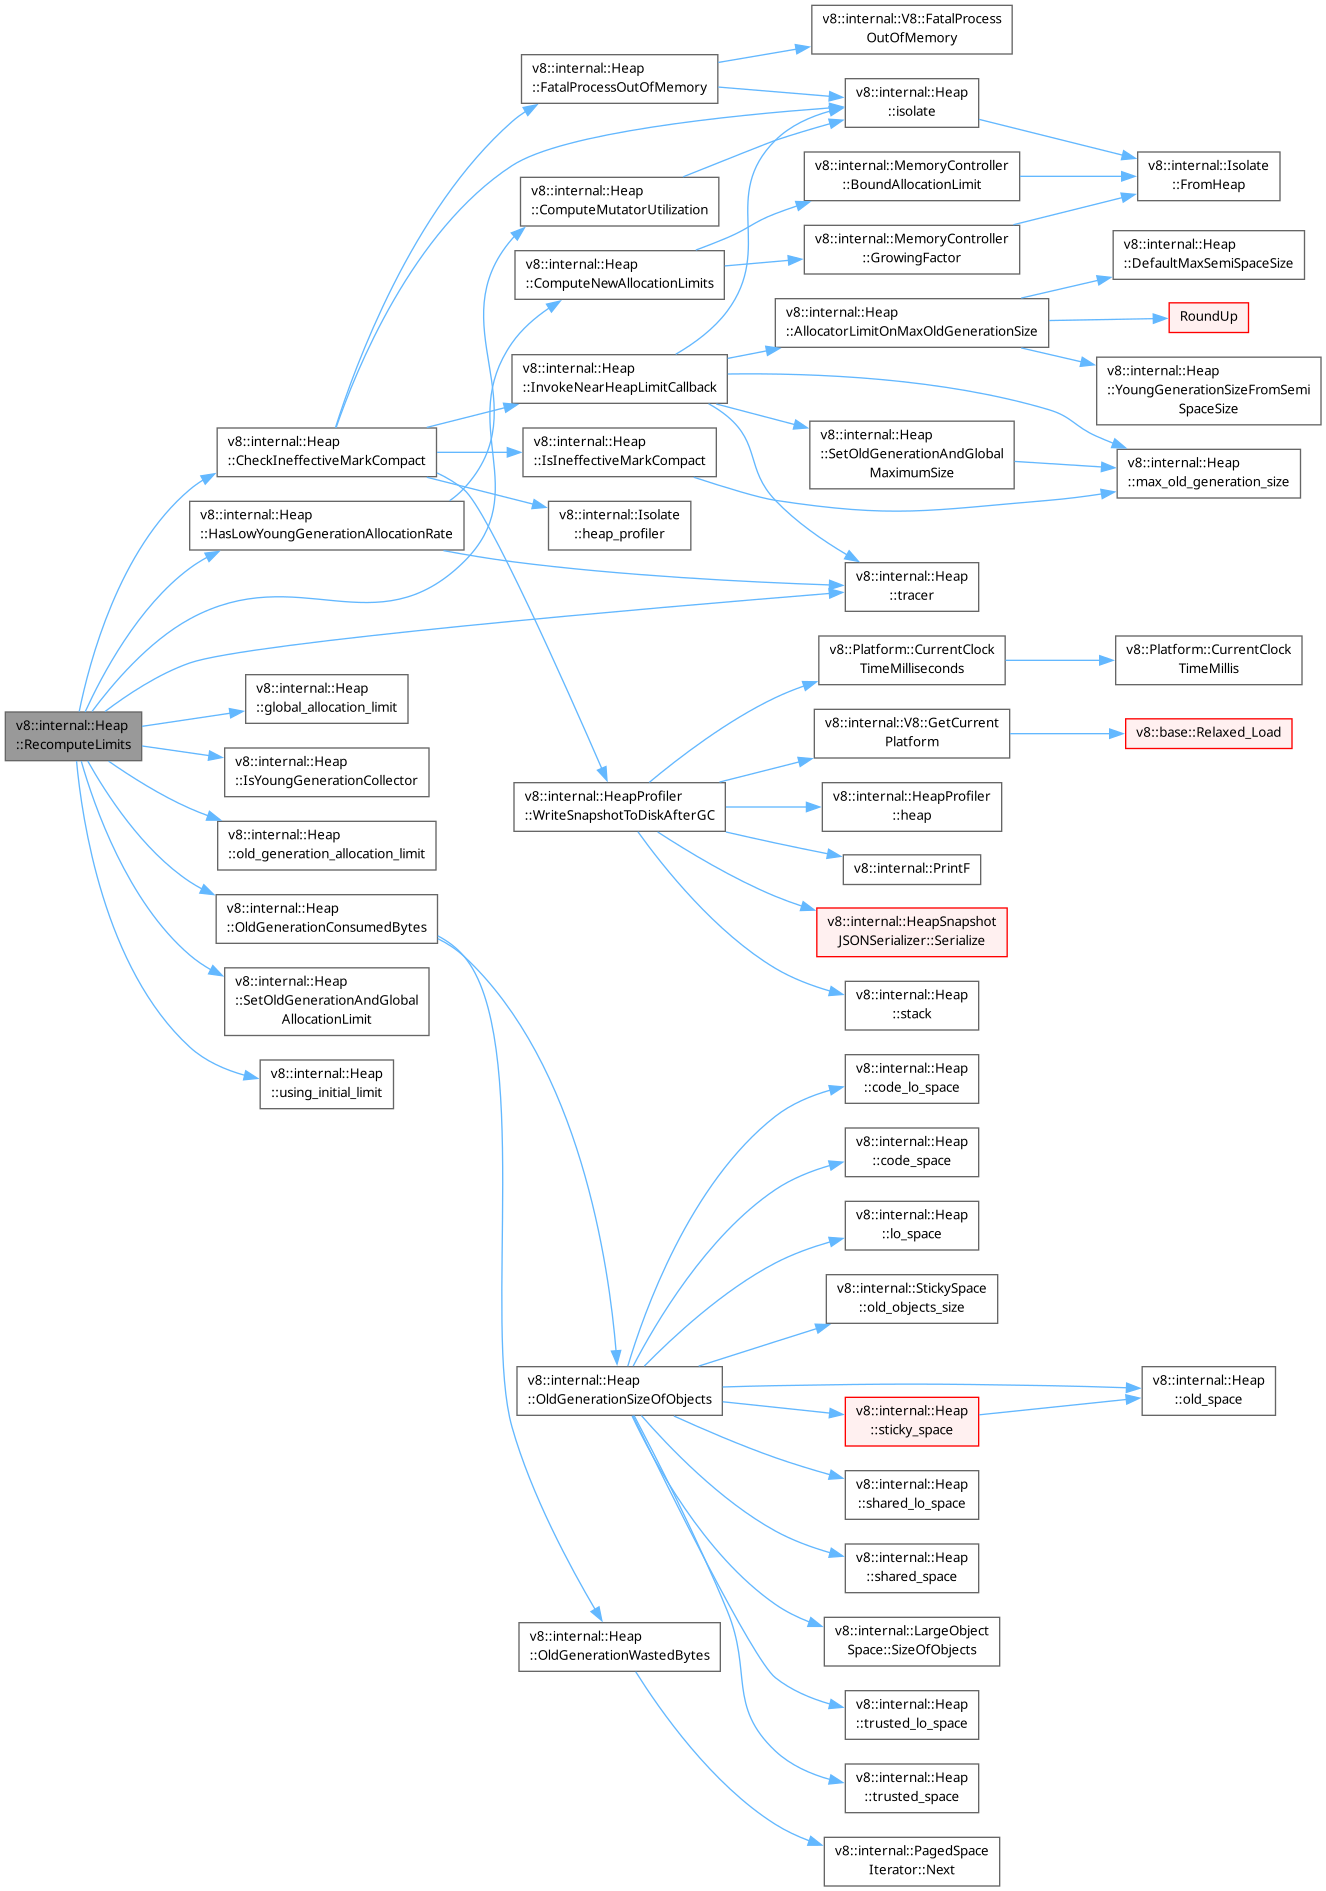 v8::internal::V8::FatalProcess
OutOfMemory
v8::internal::Heap
::FatalProcessOutOfMemory
v8::internal::Heap
::isolate
v8::internal::MemoryController
::BoundAllocationLimit
v8::internal::Isolate
::FromHeap
v8::internal::Heap
::ComputeMutatorUtilization
v8::internal::MemoryController
::GrowingFactor
v8::internal::Heap
::DefaultMaxSemiSpaceSize
v8::internal::Heap
::ComputeNewAllocationLimits
v8::internal::Heap
::AllocatorLimitOnMaxOldGenerationSize
RoundUp
v8::internal::Heap
::InvokeNearHeapLimitCallback
v8::internal::Heap
::YoungGenerationSizeFromSemi
SpaceSize
v8::internal::Heap
::CheckIneffectiveMarkCompact
v8::internal::Heap
::IsIneffectiveMarkCompact
v8::internal::Heap
::SetOldGenerationAndGlobal
MaximumSize
v8::internal::Heap
::max_old_generation_size
v8::internal::Heap
::HasLowYoungGenerationAllocationRate
v8::internal::Isolate
::heap_profiler
v8::internal::Heap
::tracer
v8::Platform::CurrentClock
TimeMilliseconds
v8::Platform::CurrentClock
TimeMillis
v8::internal::Heap
::global_allocation_limit
v8::internal::Heap
::RecomputeLimits
v8::internal::V8::GetCurrent
Platform
v8::base::Relaxed_Load
v8::internal::Heap
::IsYoungGenerationCollector
v8::internal::HeapProfiler
::WriteSnapshotToDiskAfterGC
v8::internal::HeapProfiler
::heap
v8::internal::Heap
::old_generation_allocation_limit
v8::internal::PrintF
v8::internal::Heap
::OldGenerationConsumedBytes
v8::internal::HeapSnapshot
JSONSerializer::Serialize
v8::internal::Heap
::SetOldGenerationAndGlobal
AllocationLimit
v8::internal::Heap
::stack
v8::internal::Heap
::using_initial_limit
v8::internal::Heap
::code_lo_space
v8::internal::Heap
::code_space
v8::internal::Heap
::lo_space
v8::internal::StickySpace
::old_objects_size
v8::internal::Heap
::OldGenerationSizeOfObjects
v8::internal::Heap
::old_space
v8::internal::Heap
::sticky_space
v8::internal::Heap
::shared_lo_space
v8::internal::Heap
::shared_space
v8::internal::LargeObject
Space::SizeOfObjects
v8::internal::Heap
::OldGenerationWastedBytes
v8::internal::Heap
::trusted_lo_space
v8::internal::Heap
::trusted_space
v8::internal::PagedSpace
Iterator::Next